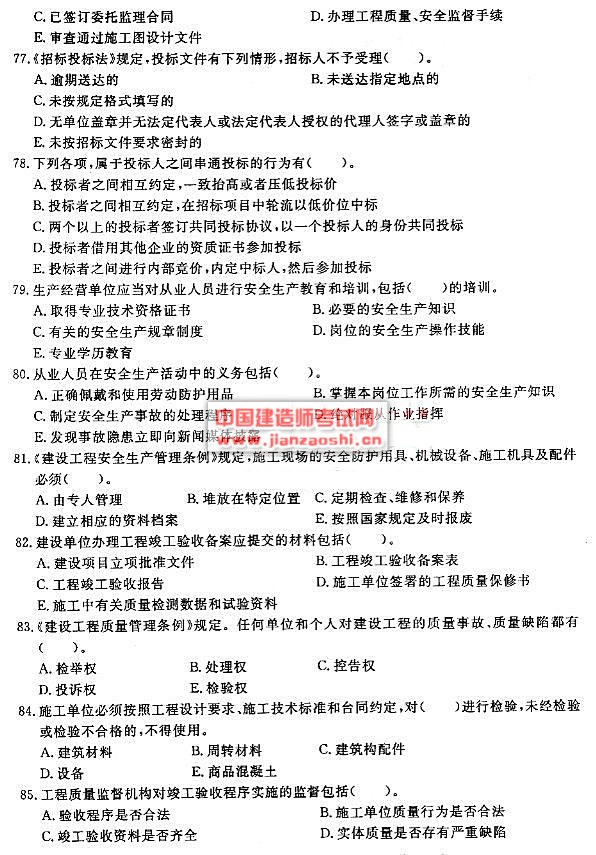 C.已签订委托监理合同 D.办理工程质量、安全监督手续
E.审查通过施工图设计文件
77.《招标投标法》规定,投标文件有下列情形,招标人不予受理( )。
A.逾期送达的 B.未送达指定地点的
C.未按规定格式填写的
D.无单位盖章并无法定代表人或法定代表人授权的代理人签字或盖章的
E.未按招标文件要求密封的
78.下列各项,属于投标人之间串通投标的行为有( )。
A.投标者之间相互约定,一致抬高或者压低投标价
B.投标者之间相互约定,在招标项目中轮流以低价位中标
C.两个以上的投标者签订共同投标协议,以一个投标人的身份共同投标
D.投标者借用其他企业的资质证书参加投标
E.投标者之间进行内部竞价,内定中标人,然后参加投标
79.生产经营单位应当对从业人员进行安全生产教育和培训,包括( )的培训。
A.取得专业技术资格证书 B.必要的安全生产知识
C.有关的安全生产规章制度 D.岗位的安全生产操作技能
E.专业学历教育
80.从业人员在安全生产活动中的义务包括( )。
A.正确佩戴和使用劳动防护用品 B.掌握本岗位工作所需的安全生产知识
C.制定安全生产事故的处理程序 D.绝对服从作业指挥
E.发现事故隐患立即向新闻媒体披露
中国建造师考试网
www.jianzaoshi.com.cn
81.《建设工程安全生产管理条例》规定,施工现场的安全防护用具、机械设备、施工机具及配件
必须( )。
A.由专人管理 B.堆放在特定位置 C.定期检查、维修和保养
D.建立相应的资料档案 E.按照国家规定及时报废
82.建设单位办理工程竣工验收备案应提交的材料包括( )。
A.建设项目立项批准文件 B.工程竣工验收备案表
C.工程竣工验收报告 D.施工单位签署的工程质量保修书
E.施工中有关质量检测数据和试验资料
83.《建设工程质量管理条例》规定。任何单位和个人对建设工程的质量事故、质量缺陷都有
( )。
A.检举权 B.处理权 C.控告权
D.投诉权 E.检验权
84.施工单位必须按照工程设计要求、施工技术标准和合同约定,对( )进行检验,未经检验
或检验不合格的,不得使用。
A.建筑材料 B.周转材料 C.建筑构配件
D.设备 E.商品混凝土
85.工程质量监督机构对竣工验收程序实施的监督包括( )。
A.验收程序是否合法 B.施工单位质量行为是否合法
C.竣工验收资料是否齐全 D.实体质量是否存有严重缺陷